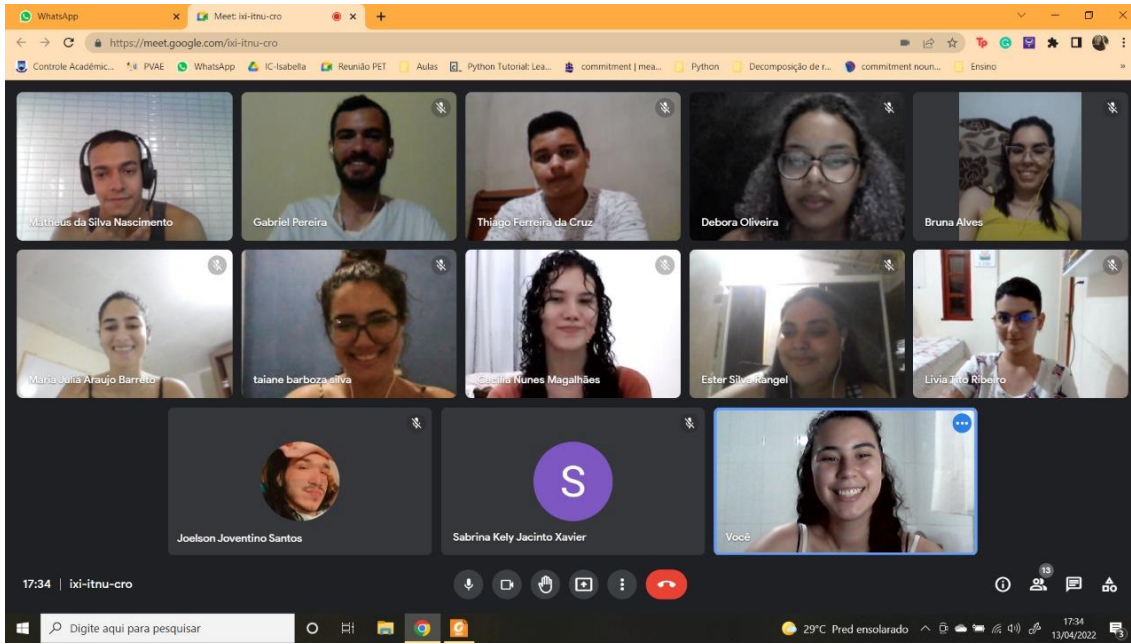 WhatsApp
Meet: ixi-itnu-cro
https://meet.google.com/ixi-itnu-cro
Controle Acadêmic...
PVAE
WhatsApp
IC-Isabella
Reunião PET
Aulas
Python Tutorial: Lea...
commitment | mea...
Python
Decomposição de r...
commitment noun...
Ensino
»
Matheus da Silva Nascimento
Gabriel Pereira
Thiago Ferreira da Cruz
Debora Oliveira
Bruna Alves
Maria Júlia Araujo Barreto
taiane barboza silva
Cecília Nunes Magalhães
Ester Silva Rangel
Livia Tito Ribeiro
Joelson Joventino Santos
S
Sabrina Kely Jacinto Xavier
Você
17:34 | ixi-itnu-cro
13
Digite aqui para pesquisar
29°C Pred ensolarado
17:34
13/04/2022
3